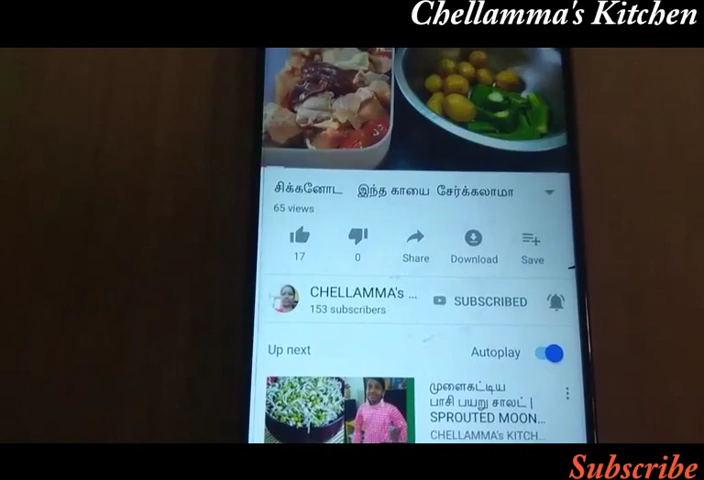 Chellamma's Kitchen
சிக்கனோட இந்த காயை சேர்க்கலாமா
65 views
17
0
Share
Download
Save
CHELLAMMA's ...
SUBSCRIBED
153 subscribers
Up next
Autoplay
முளைகட்டிய
பாசி பயறு சாலட் |
SPROUTED MOON...
CHELLAMMA's KITCH...
Subscribe